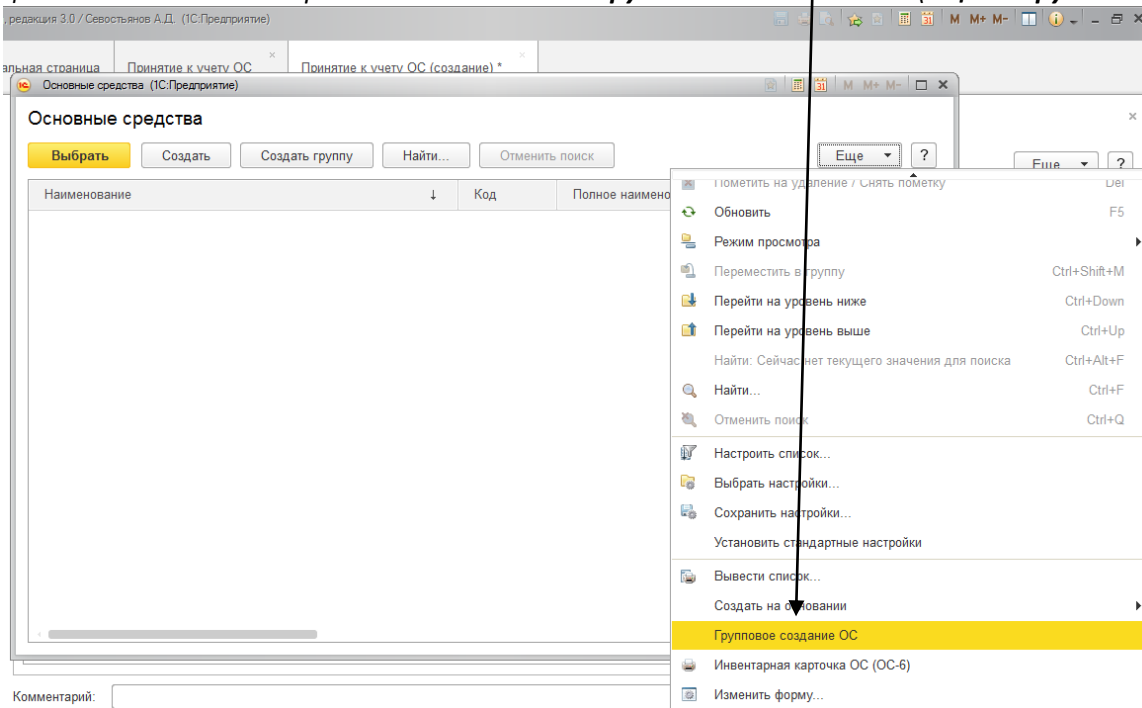 , редакция 3.0 / Севостьянов А.Д. (1С:Предприятие) M M+ M-
альная страница Принятие к учету ОС Принятие к учету ОС (создание) *
Основные средства (1С:Предприятие) M M+ M-
Основные средства
Выбрать Создать Создать группу Найти... Отменить поиск Еще ? Еще ?
Наименование ↓ Код Полное наимено
Пометить на удаление / Снять пометку Del
Обновить F5
Режим просмотра
Переместить в группу Ctrl+Shift+M
Перейти на уровень ниже Ctrl+Down
Перейти на уровень выше Ctrl+Up
Найти: Сейчас нет текущего значения для поиска Ctrl+Alt+F
Найти... Ctrl+F
Отменить поиск Ctrl+Q
Настроить список...
Выбрать настройки...
Сохранить настройки...
Установить стандартные настройки
Вывести список...
Создать на основании
Групповое создание ОС
Инвентарная карточка ОС (ОС-6)
Комментарий: Изменить форму...